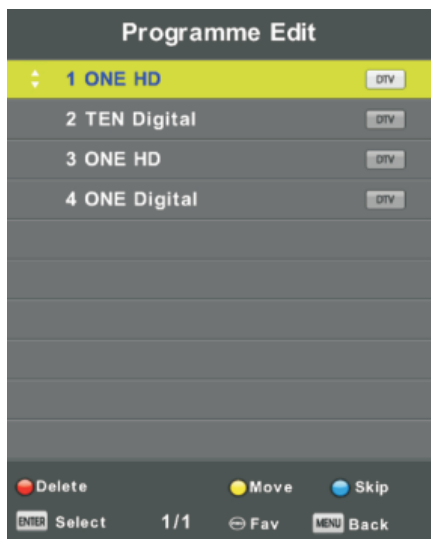 Programme Edit
1 ONE HD DTV
2 TEN Digital DTV
3 ONE HD DTV
4 ONE Digital DTV
Delete Move Skip
ENTER Select 1/1 Fav MENU Back